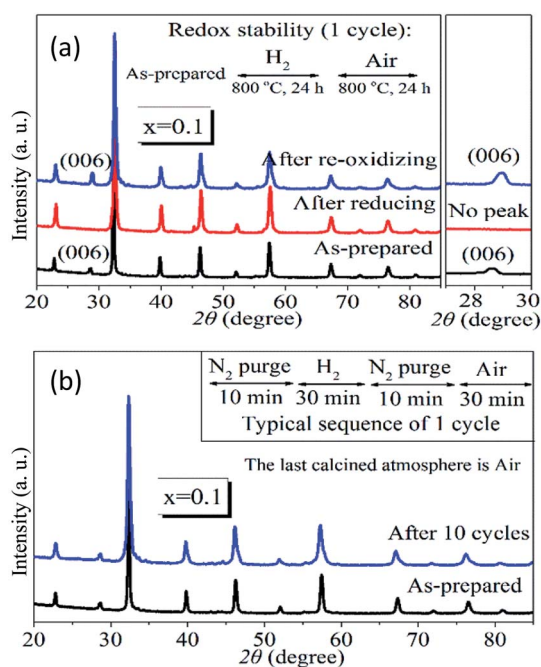 (a)
Redox stability (1 cycle):
As-prepared
H2
Air
800 °C, 24 h
800 °C, 24 h
x=0.1
(006)
(006)
After re-oxidizing
After reducing
No peak
(006)
As-prepared
(006)
Intensity (a. u.)
20 30 40 50 60 70 80
28 29 30
2θ (degree)
2θ (degree)
(b)
N2 purge H2 N2 purge Air
10 min 30 min 10 min 30 min
Typical sequence of 1 cycle
The last calcined atmosphere is Air
x=0.1
After 10 cycles
As-prepared
Intensity (a. u.)
20 30 40 50 60 70 80
2θ (degree)